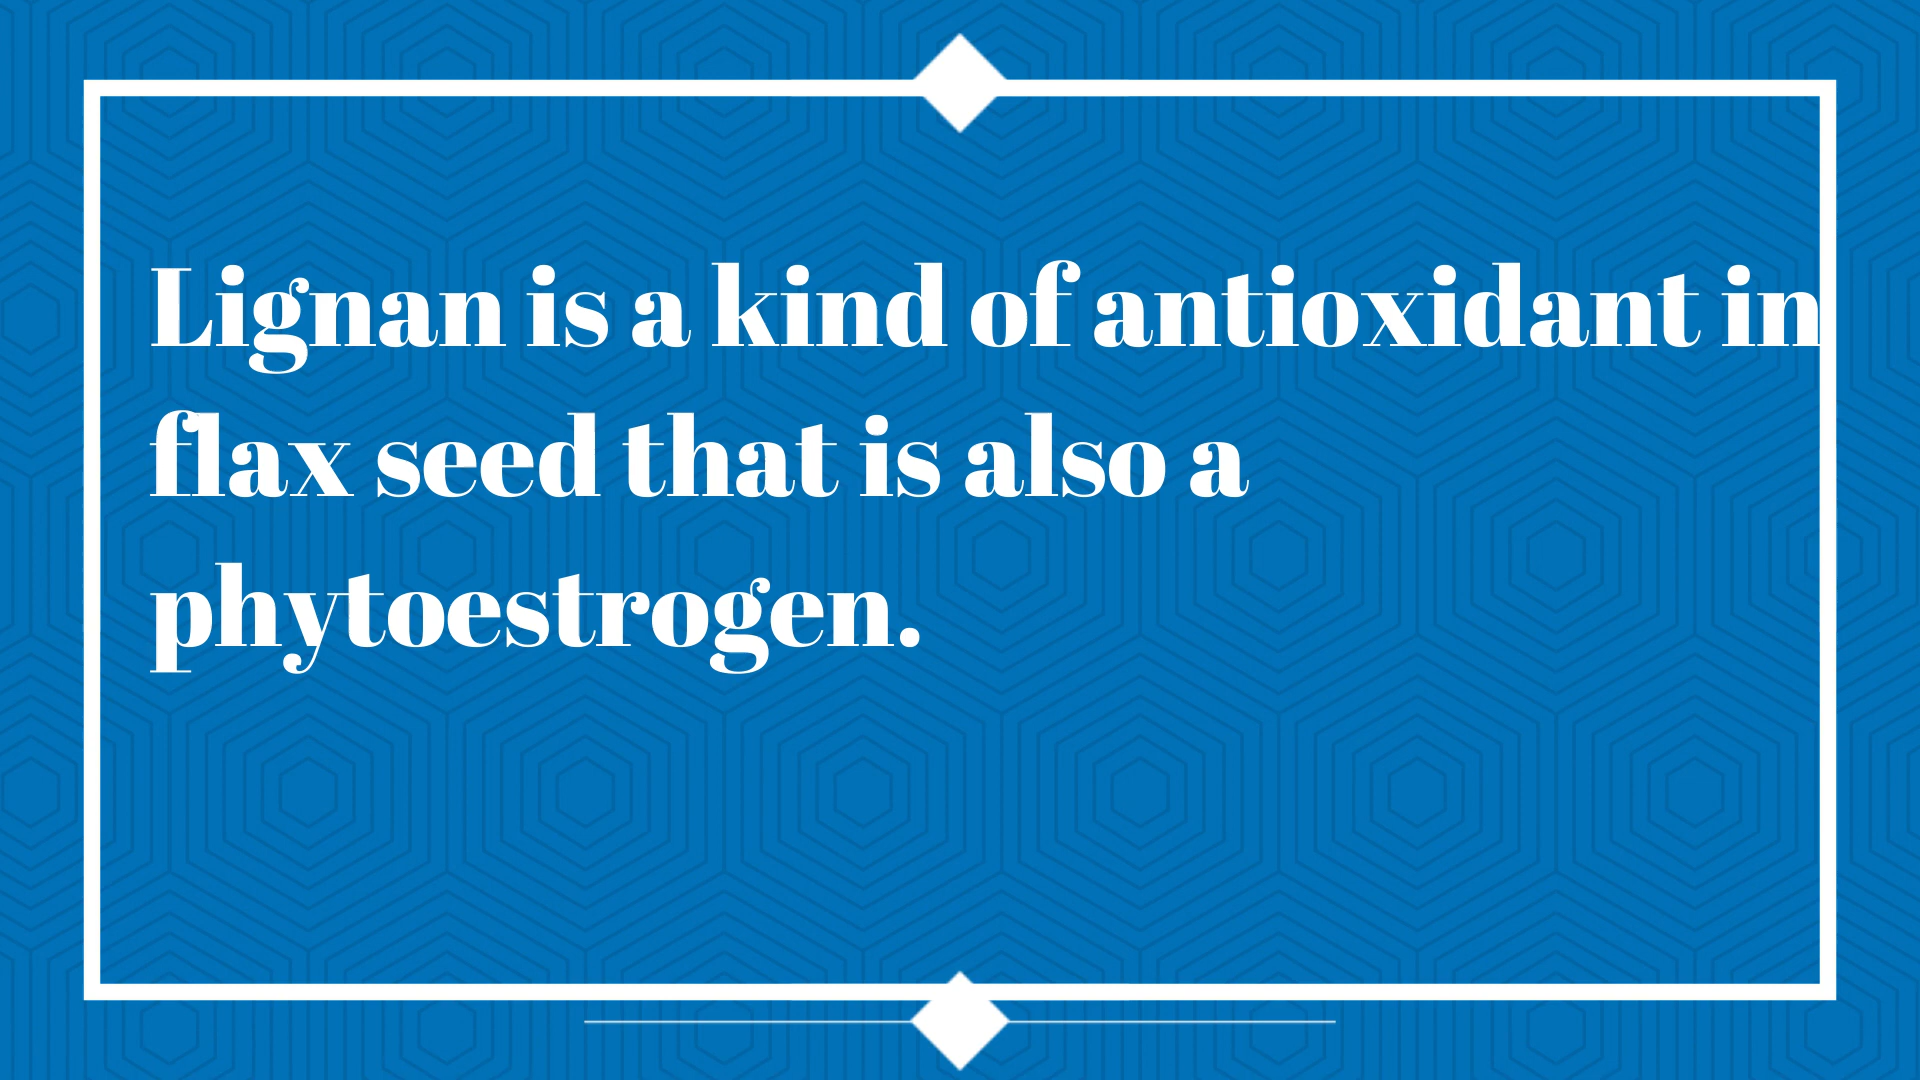 Lignan is a kind of antioxidant in
flax seed that is also a
phytoestrogen.